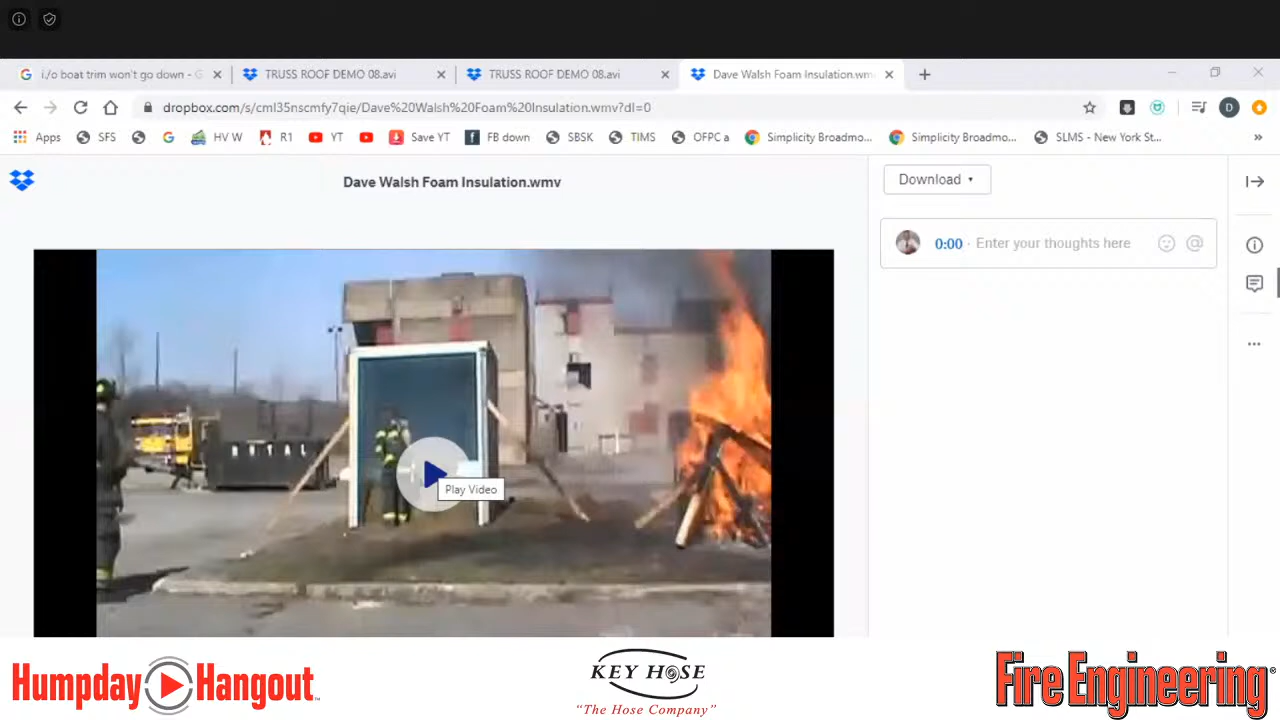 i./o boat trim won't go down - G
TRUSS ROOF DEMO 08.avi
TRUSS ROOF DEMO 08.avi
Dave Walsh Foam Insulation.wm
dropbox.com/s/cml35nscmfy7qie/Dave%20Walsh%20Foam%20Insulation.wmv?dl=0
D
Apps
SFS
HV W
R1
YT
Save YT
FB down
SBSK
TIMS
OFPC a
Simplicity Broadmo...
Simplicity Broadmo...
SLMS - New York St...
Dave Walsh Foam Insulation.wmv
Download
0:00 · Enter your thoughts here
Play Video
Humpday Hangout
KEY HOSE
"The Hose Company"
Fire Engineering